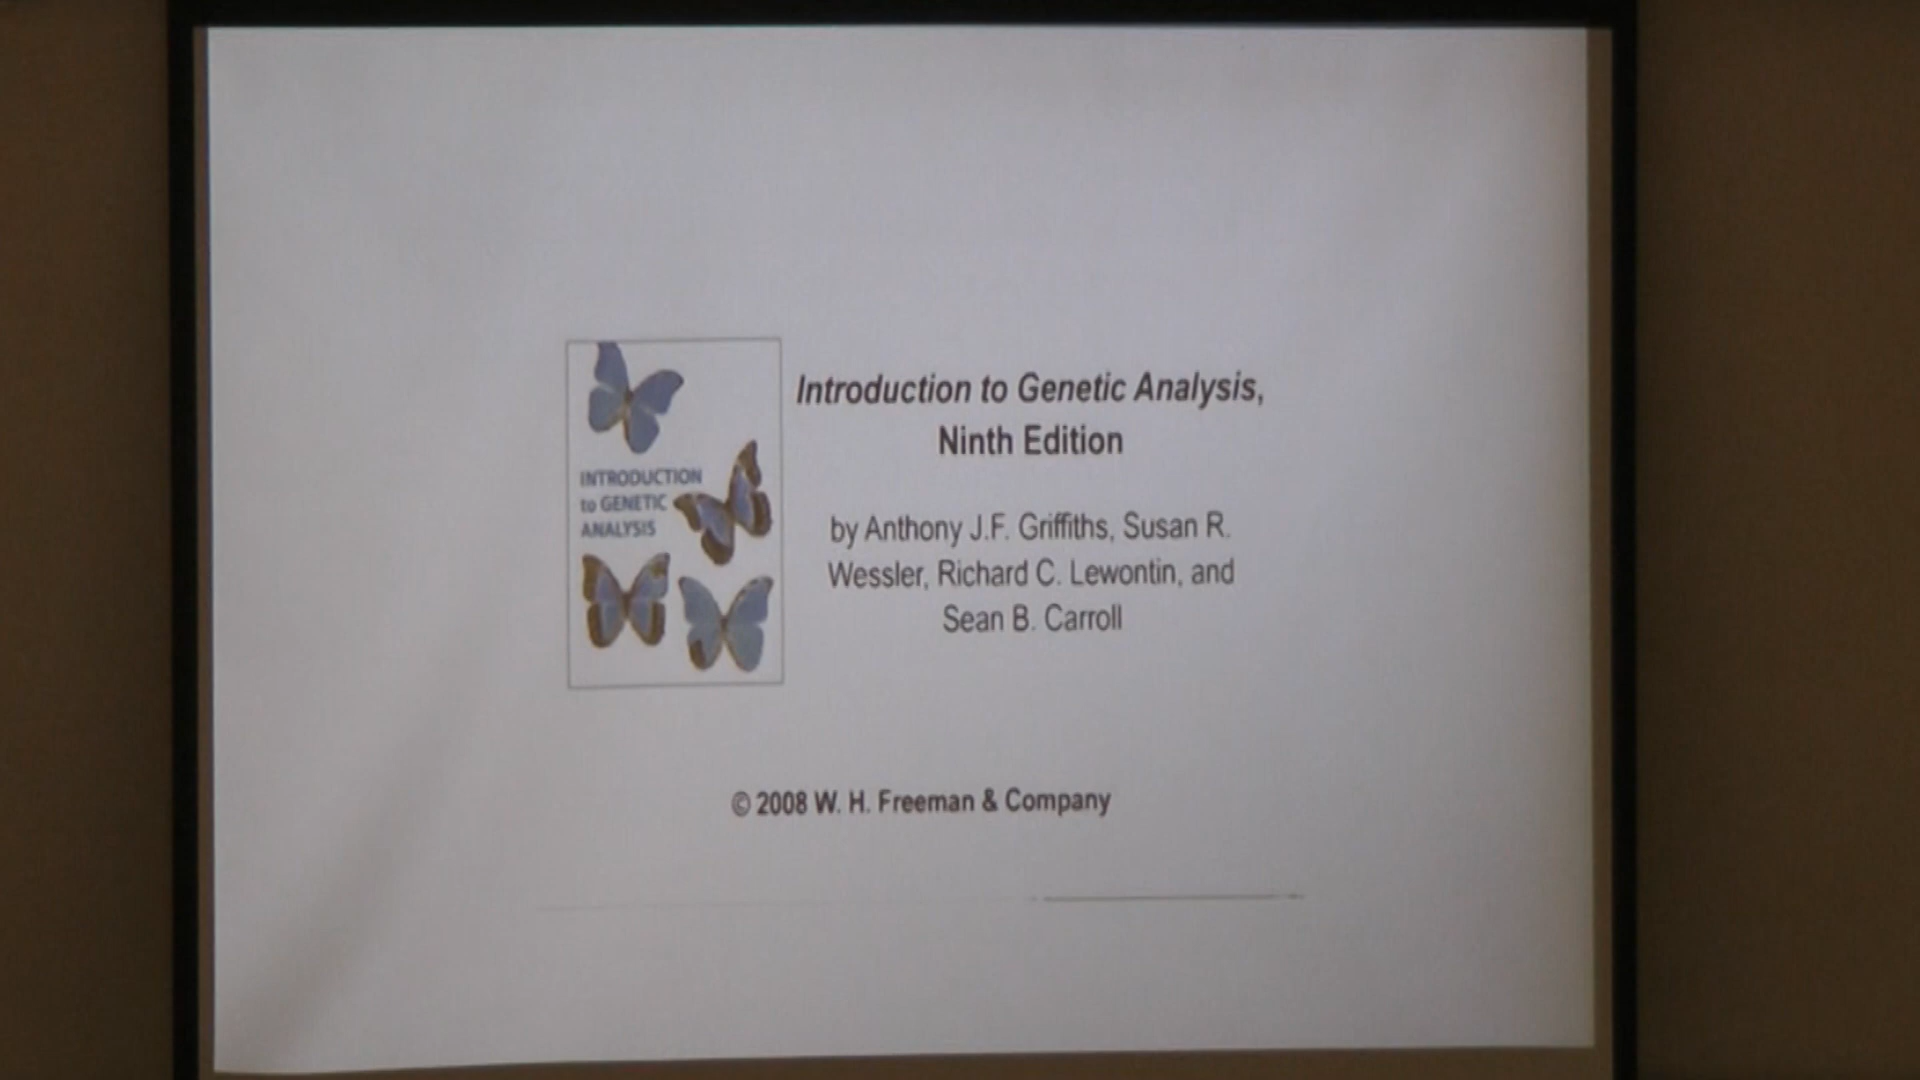 INTRODUCTION
to GENETIC
ANALYSIS
Introduction to Genetic Analysis,
Ninth Edition
by Anthony J.F. Griffiths, Susan R.
Wessler, Richard C. Lewontin, and
Sean B. Carroll
© 2008 W. H. Freeman & Company